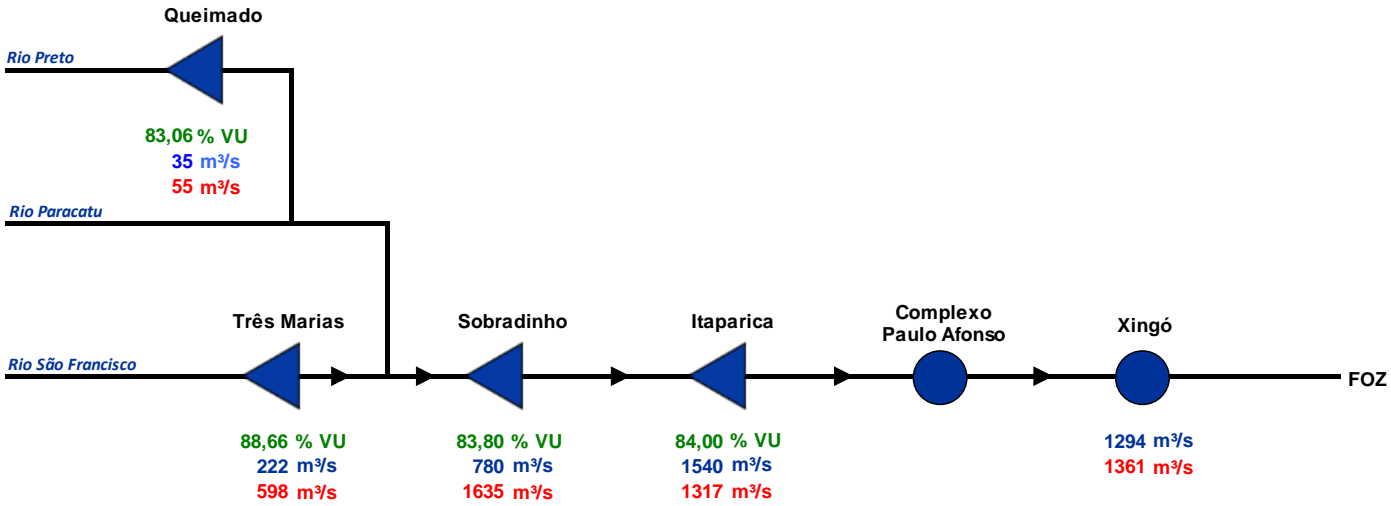 Queimado
Rio Preto
83,06 % VU
35 m³/s
55 m³/s
Rio Paracatu
Três Marias
Sobradinho
Itaparica
Complexo
Paulo Afonso
Xingó
Rio São Francisco
FOZ
88,66 % VU
222 m³/s
598 m³/s
83,80 % VU
780 m³/s
1635 m³/s
84,00 % VU
1540 m³/s
1317 m³/s
1294 m³/s
1361 m³/s